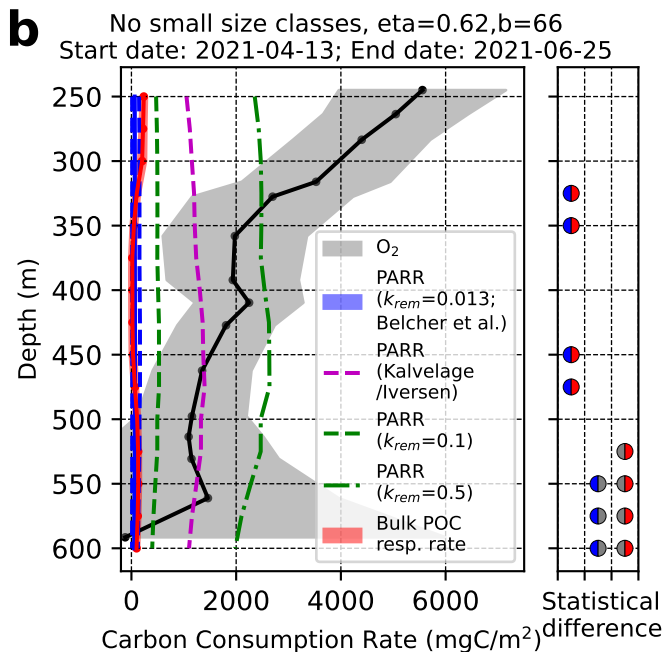 b
No small size classes, eta=0.62,b=66
Start date: 2021-04-13; End date: 2021-06-25
250
300
350
400
450
500
550
600
Depth (m)
O₂
PARR
(k_rem=0.013;
Belcher et al.)
PARR
(Kalvelage
/Iversen)
PARR
(k_rem=0.1)
PARR
(k_rem=0.5)
Bulk POC
resp. rate
0 2000 4000 6000
Carbon Consumption Rate (mgC/m²)
Statistical
difference